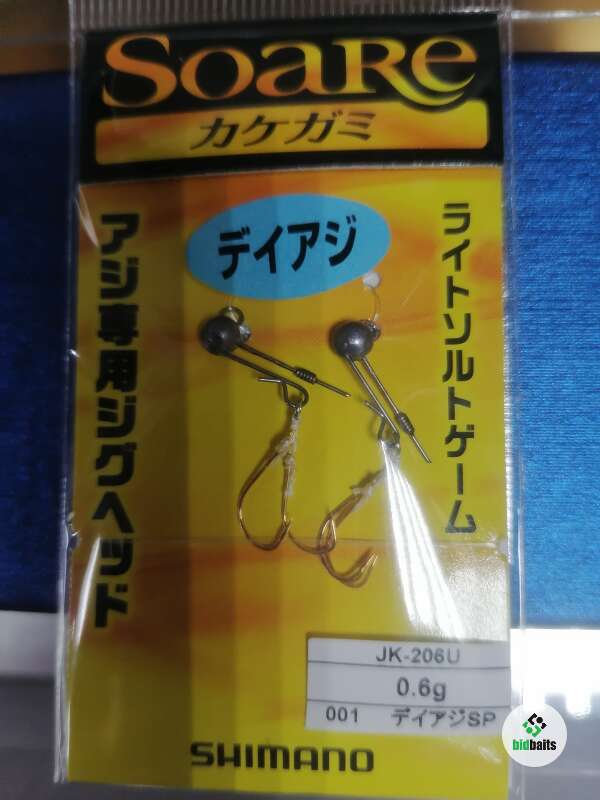 SOARE
カケガミ
デイアジ
アジ専用ジグヘッド
ライトソルトゲーム
JK-206U
0.6g
001 デイアジSP
SHIMANO
bidbaits